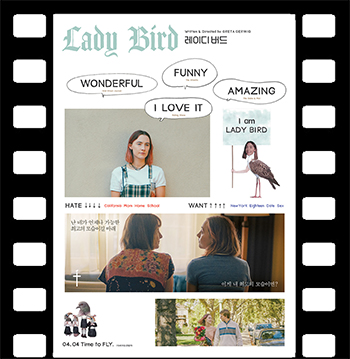 Lady Bird
Written & Directed by GRETA GERWIG
레이디 버드
WONDERFUL
FUNNY
AMAZING
I LOVE IT
I am
LADY BIRD
HATE ↓↓↓↓ California Mom Home School
WANT ↑↑↑↑ NewYork Eighteen Date Sex
난 네가 언제나 가능한
최고의 모습이길 바래
이게 내 최고의 모습이면?
04. 04 Time to FLY.